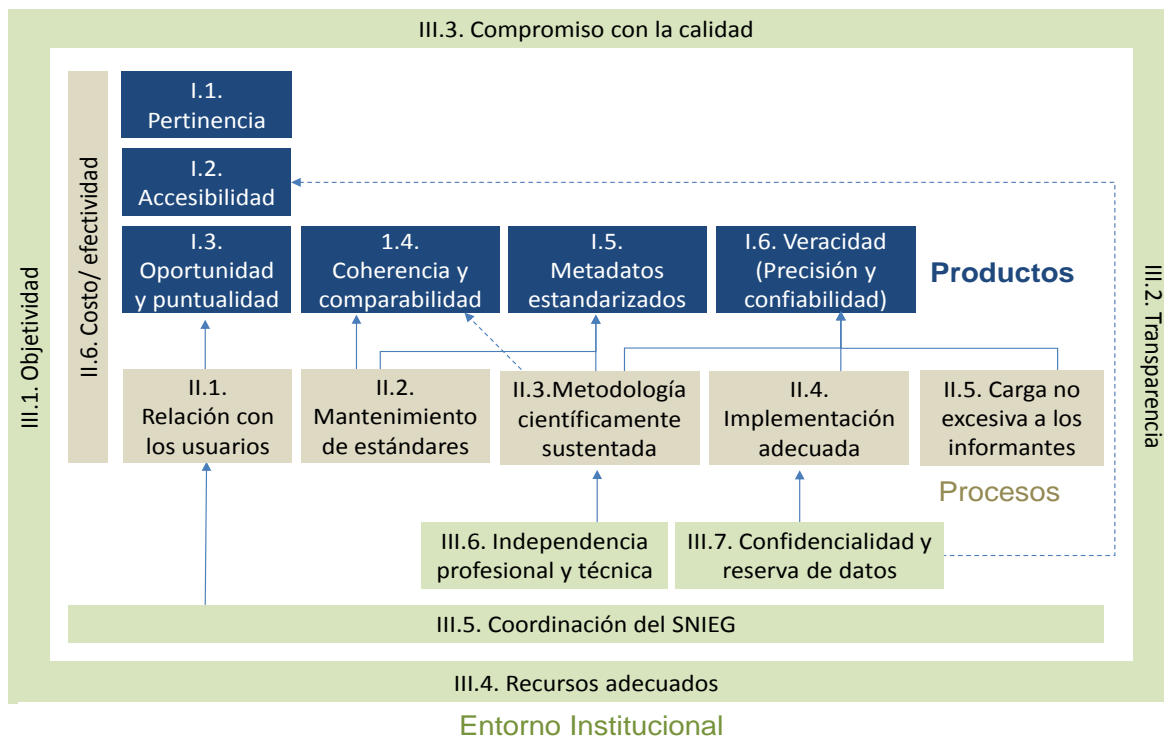 III.3. Compromiso con la calidad
III.1. Objetividad
II.6. Costo/ efectividad
I.1.
Pertinencia
I.2.
Accesibilidad
I.3.
Oportunidad
y puntualidad
1.4.
Coherencia y
comparabilidad
I.5.
Metadatos
estandarizados
I.6. Veracidad
(Precisión y
confiabilidad)
Productos
III.2. Transparencia
II.1.
Relación con
los usuarios
II.2.
Mantenimiento
de estándares
II.3.Metodología
científicamente
sustentada
II.4.
Implementación
adecuada
II.5. Carga no
excesiva a los
informantes
Procesos
III.6. Independencia
profesional y técnica
III.7. Confidencialidad y
reserva de datos
III.5. Coordinación del SNIEG
III.4. Recursos adecuados
Entorno Institucional